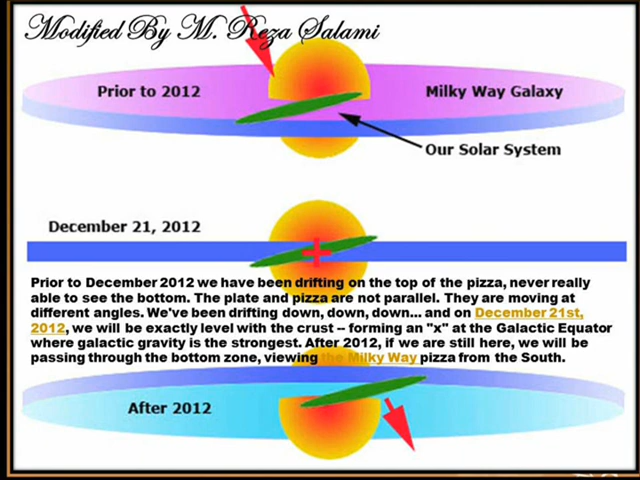 Modified By M. Reza Salami
Prior to 2012
Milky Way Galaxy
Our Solar System
December 21, 2012
Prior to December 2012 we have been drifting on the top of the pizza, never really
able to see the bottom. The plate and pizza are not parallel. They are moving at
different angles. We've been drifting down, down, down... and on December 21st,
2012, we will be exactly level with the crust -- forming an "x" at the Galactic Equator
where galactic gravity is the strongest. After 2012, if we are still here, we will be
passing through the bottom zone, viewing the Milky Way pizza from the South.
After 2012